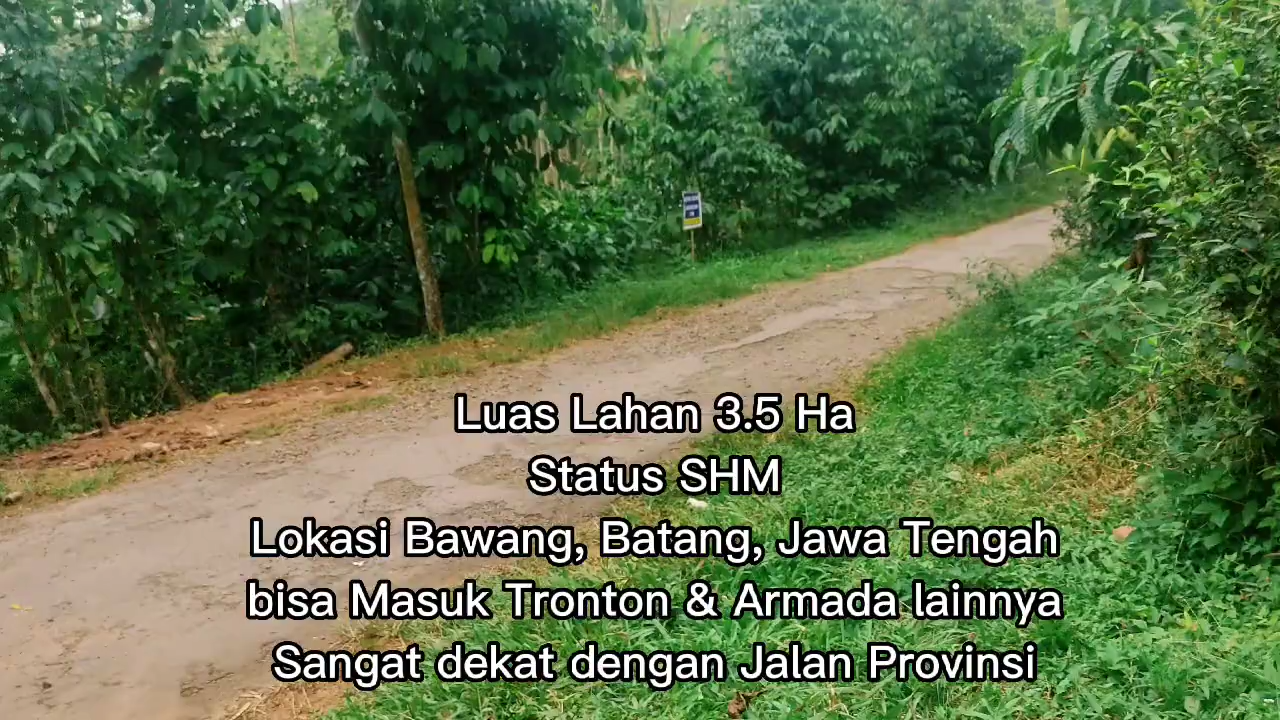 Luas Lahan 3.5 Ha
Status SHM
Lokasi Bawang, Batang, Jawa Tengah
bisa Masuk Tronton & Armada lainnya
Sangat dekat dengan Jalan Provinsi